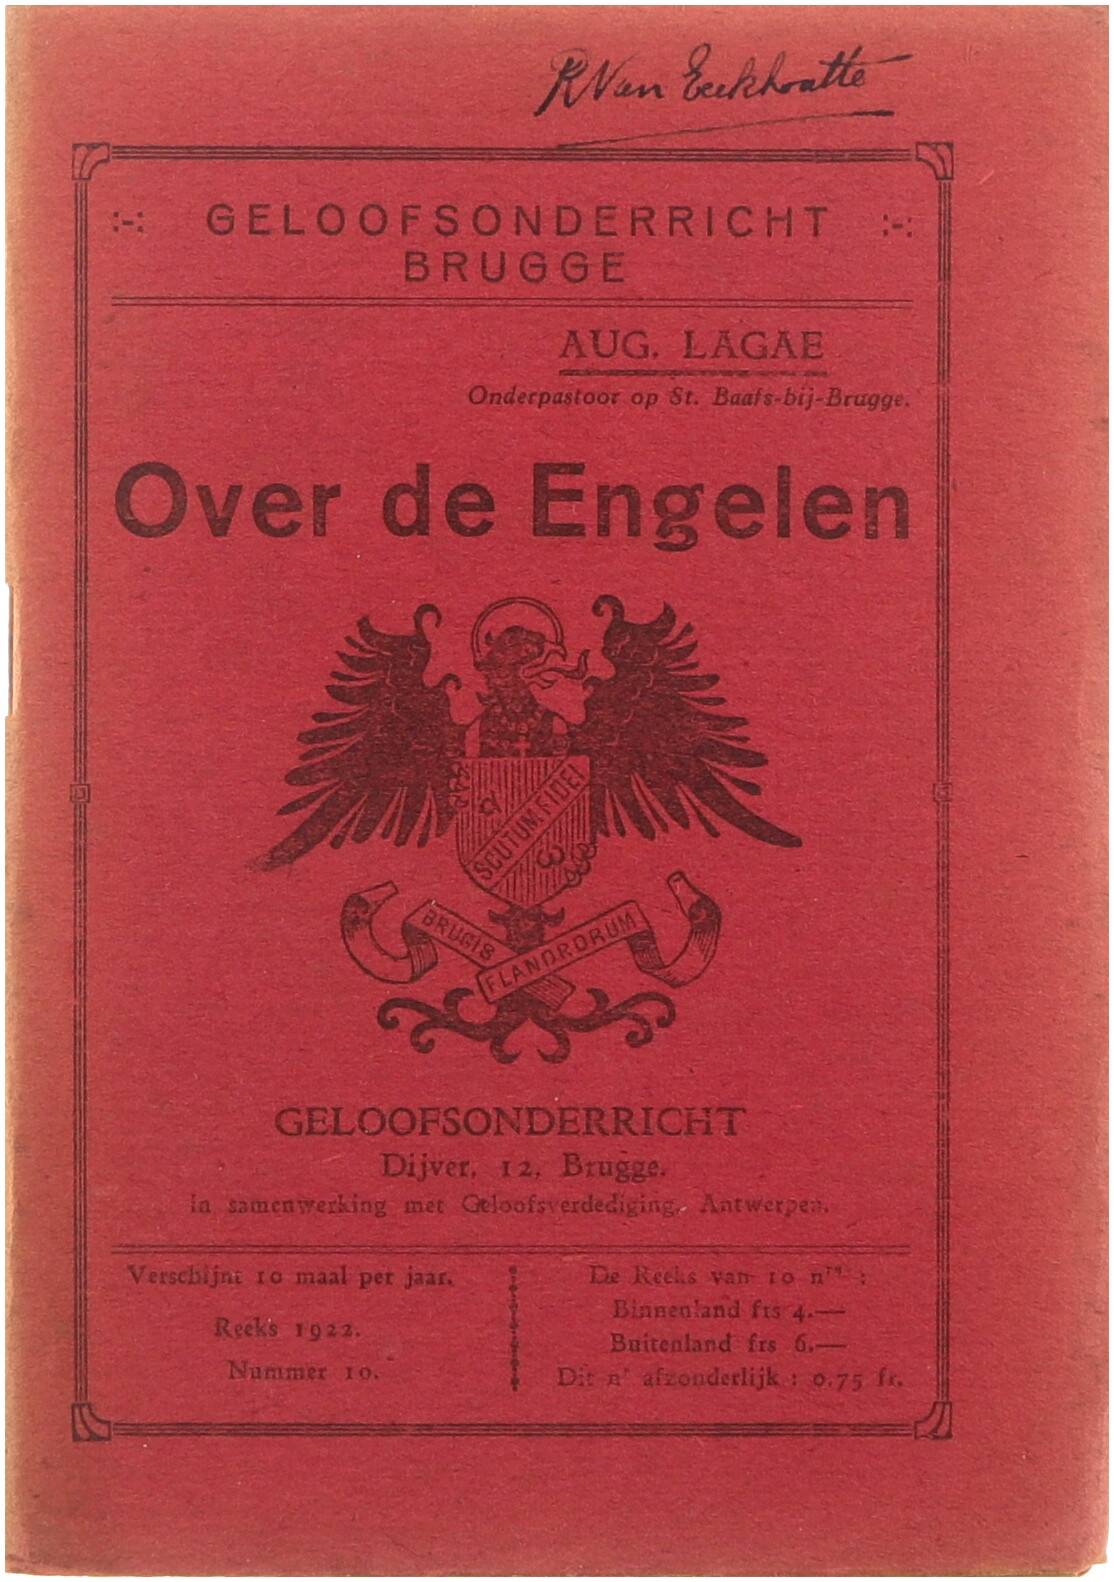 R Van Eeckhoutte
:-: GELOOFSONDERRICHT :-:
BRUGGE
AUG. LAGAE
Onderpastoor op St. Baafs-bij-Brugge.
Over de Engelen
SCUTUM FIDEI
BRUGIS
FLANDRORUM
GELOOFSONDERRICHT
Dijver, 12, Brugge.
in samenwerking met Geloofsverdediging, Antwerpen.
Verschijnt 10 maal per jaar.
Reeks 1922.
Nummer 10.
De Reeks van 10 nrs :
Binnenland frs 4.—
Buitenland frs 6.—
Dit nr afzonderlijk : 0.75 fr.